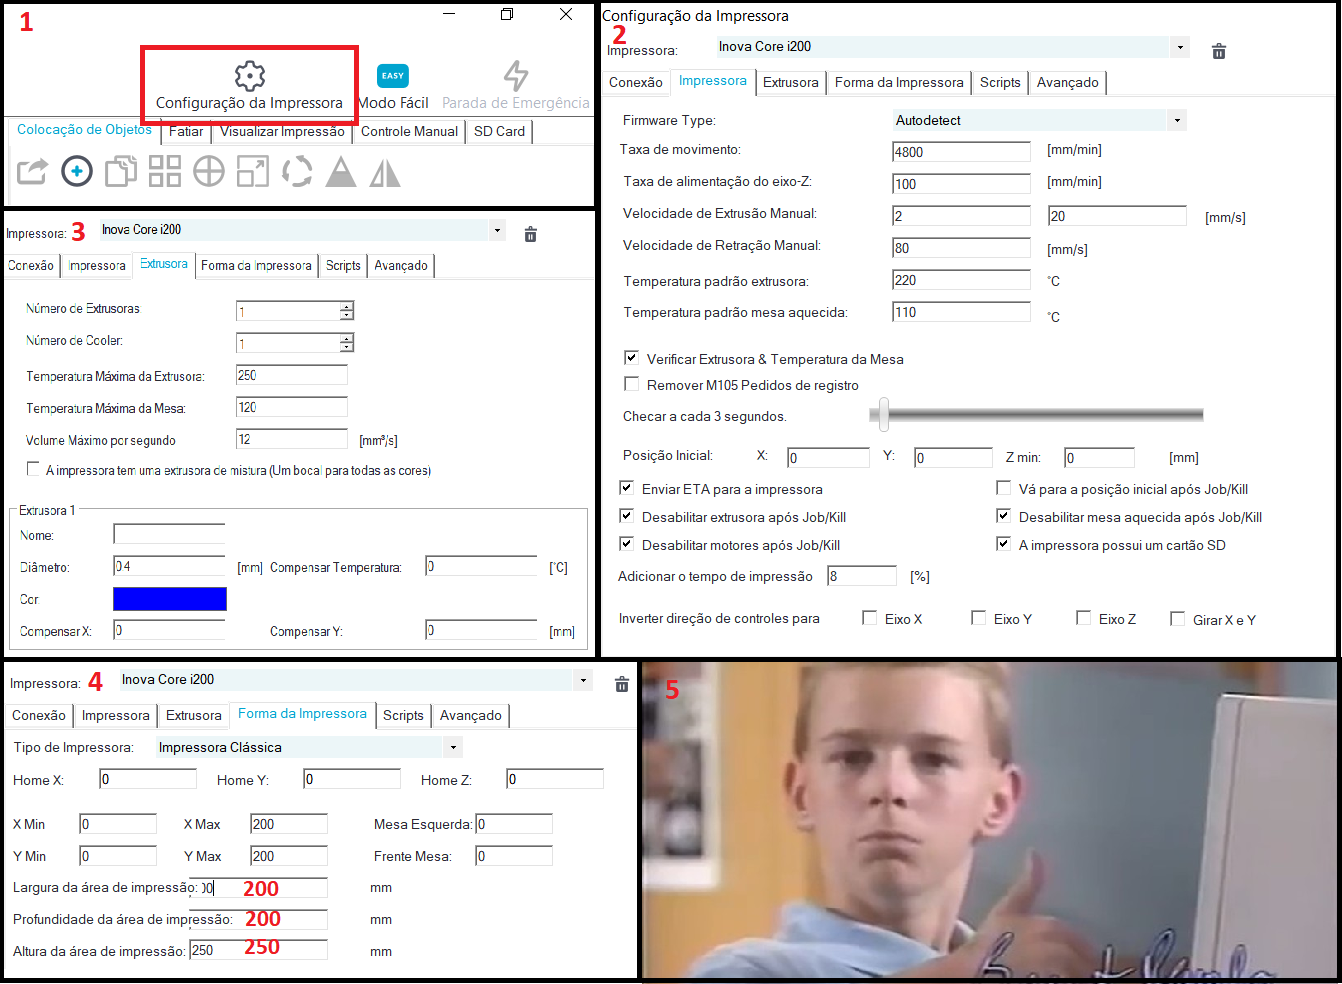 1
Configuração da Impressora
EASY
Modo Fácil
Parada de Emergência
Colocação de Objetos
Fatiar
Visualizar Impressão
Controle Manual
SD Card
Configuração da Impressora
2
Impressora:
Inova Core i200
Conexão
Impressora
Extrusora
Forma da Impressora
Scripts
Avançado
Firmware Type:
Autodetect
Taxa de movimento:
4800
[mm/min]
Taxa de alimentação do eixo-Z:
100
[mm/min]
Velocidade de Extrusão Manual:
2
20
[mm/s]
Velocidade de Retração Manual:
80
[mm/s]
Temperatura padrão extrusora:
220
°C
Temperatura padrão mesa aquecida:
110
°C
Verificar Extrusora & Temperatura da Mesa
Remover M105 Pedidos de registro
Checar a cada 3 segundos.
Posição Inicial:
X:
0
Y:
0
Z min:
0
[mm]
Enviar ETA para a impressora
Vá para a posição inicial após Job/Kill
Desabilitar extrusora após Job/Kill
Desabilitar mesa aquecida após Job/Kill
Desabilitar motores após Job/Kill
A impressora possui um cartão SD
Adicionar o tempo de impressão
8
[%]
Inverter direção de controles para
Eixo X
Eixo Y
Eixo Z
Girar X e Y
Impressora:
3
Inova Core i200
Conexão
Impressora
Extrusora
Forma da Impressora
Scripts
Avançado
Número de Extrusoras:
1
Número de Cooler:
1
Temperatura Máxima da Extrusora:
250
Temperatura Máxima da Mesa:
120
Volume Máximo por segundo
12
[mm³/s]
A impressora tem uma extrusora de mistura (Um bocal para todas as cores)
Extrusora 1
Nome:
Diâmetro:
0.4
[mm]
Compensar Temperatura:
0
[°C]
Cor:
Compensar X:
0
Compensar Y:
0
[mm]
Impressora:
4
Inova Core i200
Conexão
Impressora
Extrusora
Forma da Impressora
Scripts
Avançado
Tipo de Impressora:
Impressora Clássica
Home X:
0
Home Y:
0
Home Z:
0
X Min
0
X Max
200
Mesa Esquerda:
0
Y Min
0
Y Max
200
Frente Mesa:
0
Largura da área de impressão:
200
mm
Profundidade da área de impressão:
200
mm
Altura da área de impressão:
250
250
mm
5